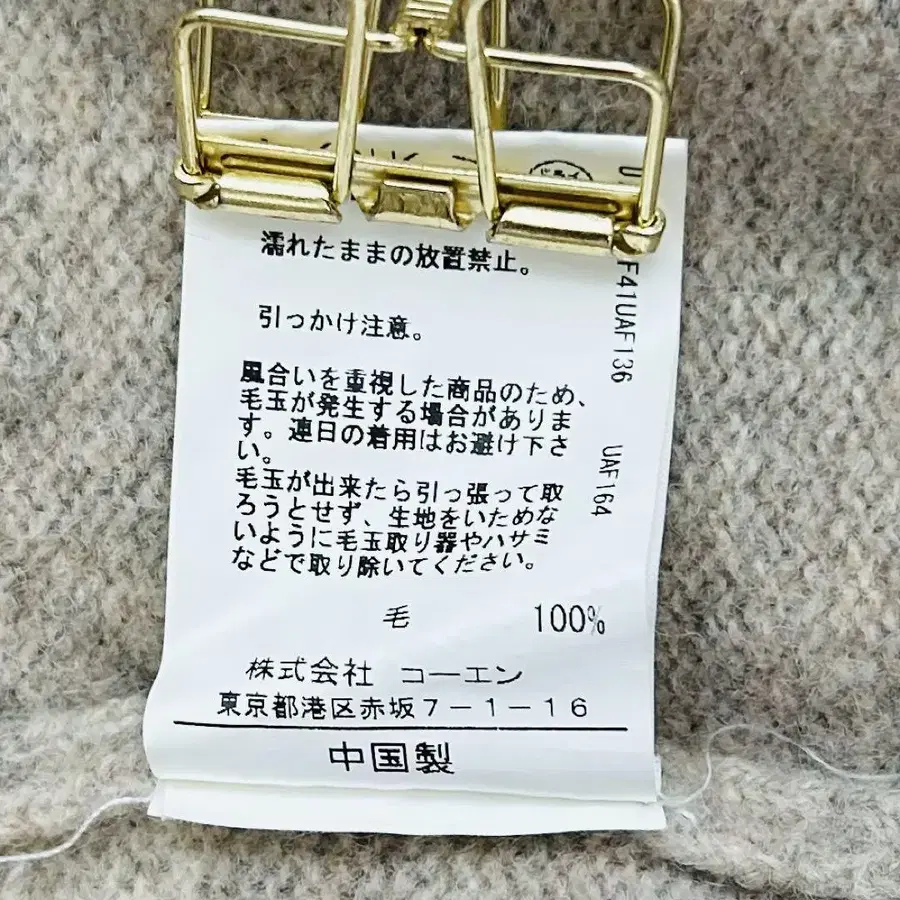 ドライ
濡れたままの放置禁止。
引っかけ注意。
風合いを重視した商品のため、
毛玉が発生する場合がありま
す。連日の着用はお避け下さ
い。
毛玉が出来たら引っ張って取
ろうとせず、生地をいためな
いように毛玉取り器やハサミ
などで取り除いてください。
毛 100%
株式会社 コーエン
東京都港区赤坂7-1-16
中国製
F41UAF136 UAF164